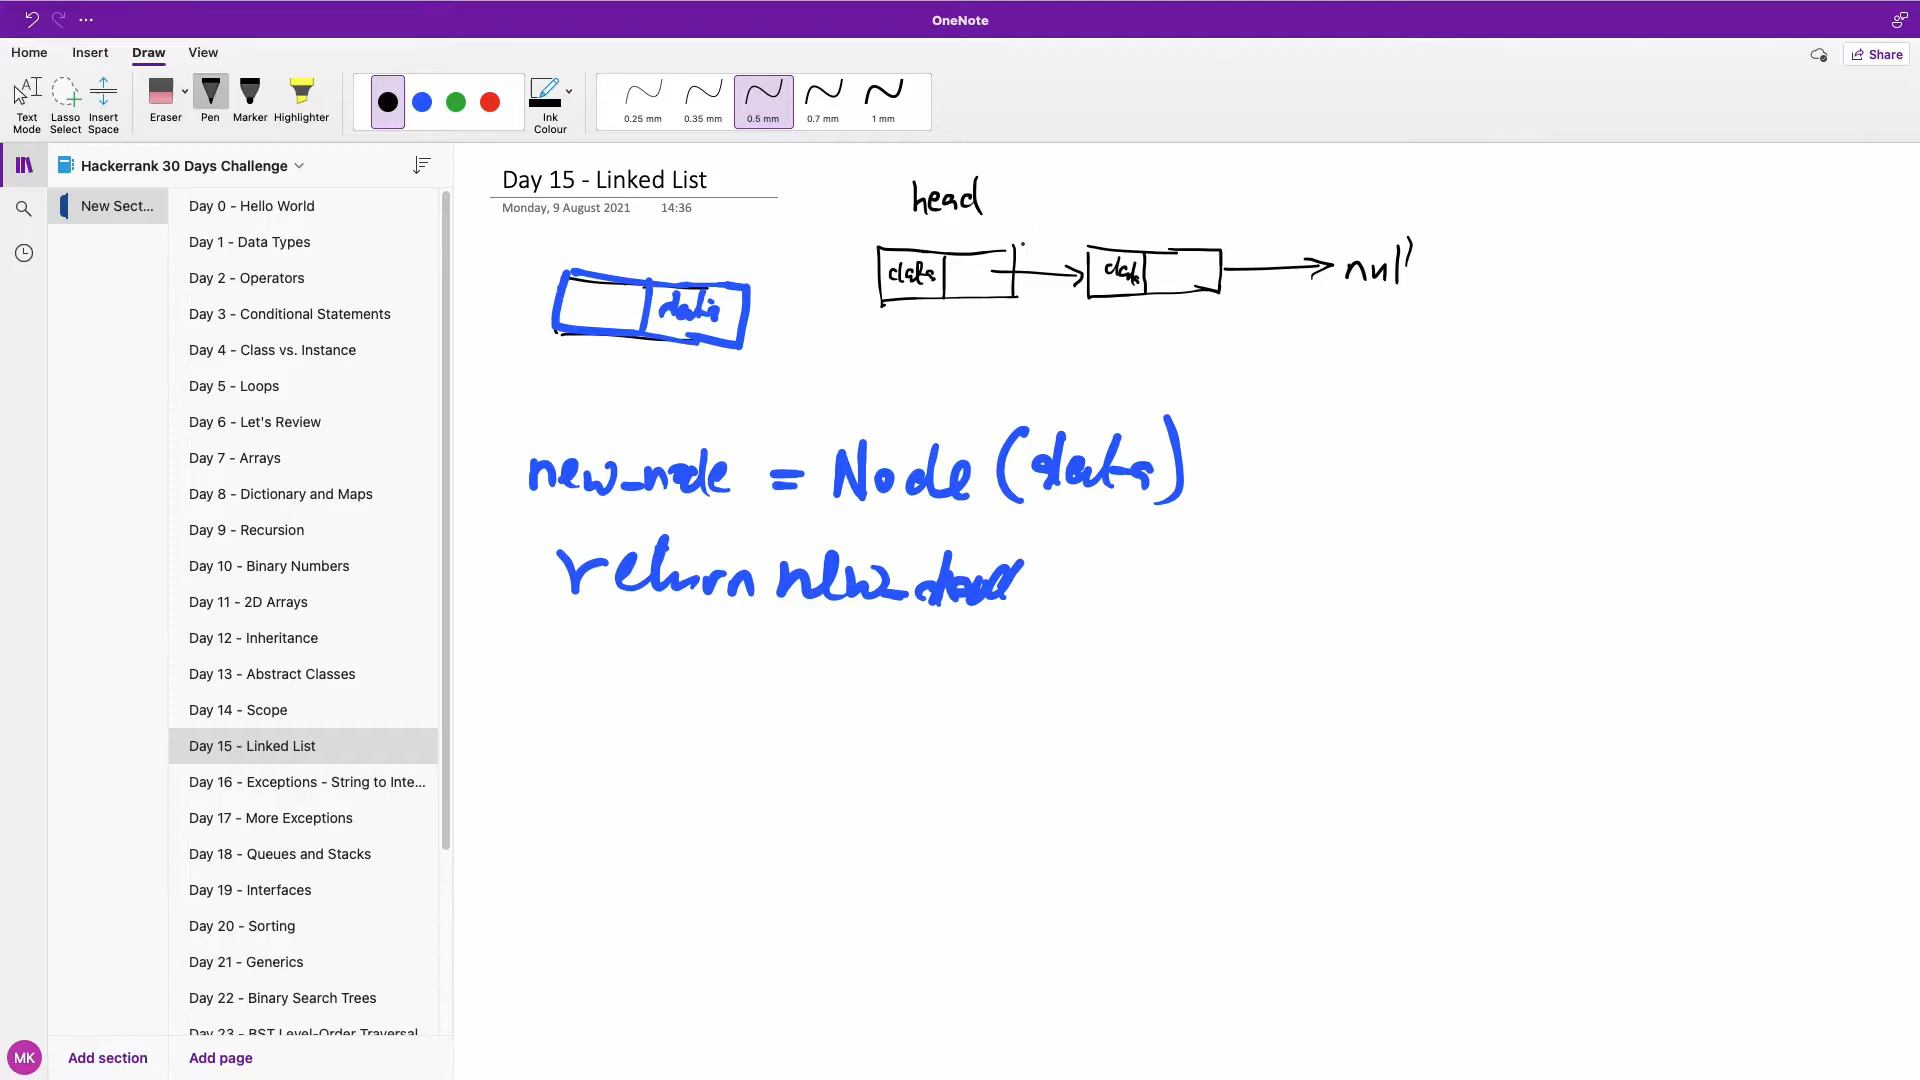 OneNote
Home Insert Draw View
Share
Text Mode
Lasso Select
Insert Space
Eraser
Pen
Marker
Highlighter
Ink Colour
0.25 mm
0.35 mm
0.5 mm
0.7 mm
1 mm
Hackerrank 30 Days Challenge
New Sect...
Day 0 - Hello World
Day 1 - Data Types
Day 2 - Operators
Day 3 - Conditional Statements
Day 4 - Class vs. Instance
Day 5 - Loops
Day 6 - Let's Review
Day 7 - Arrays
Day 8 - Dictionary and Maps
Day 9 - Recursion
Day 10 - Binary Numbers
Day 11 - 2D Arrays
Day 12 - Inheritance
Day 13 - Abstract Classes
Day 14 - Scope
Day 15 - Linked List
Day 16 - Exceptions - String to Inte...
Day 17 - More Exceptions
Day 18 - Queues and Stacks
Day 19 - Interfaces
Day 20 - Sorting
Day 21 - Generics
Day 22 - Binary Search Trees
Day 23 - BST Level-Order Traversal
MK
Add section
Add page
Day 15 - Linked List
Monday, 9 August 2021 14:36
head
data
data
null
data
new_node = Node (data)
return